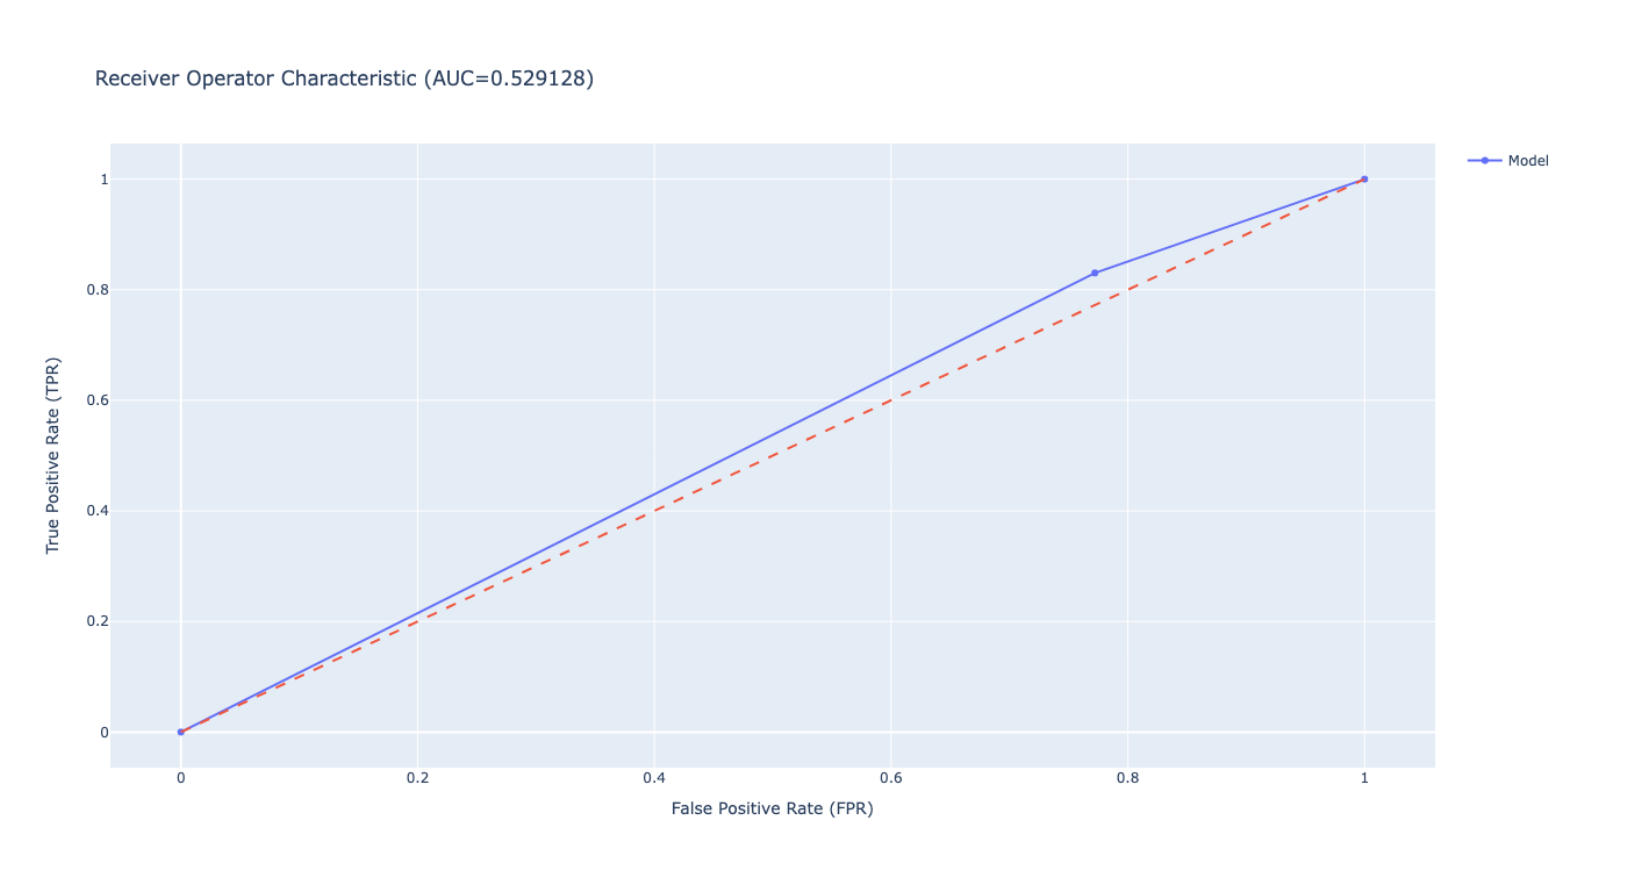 Receiver Operator Characteristic (AUC=0.529128)
Model
1
0.8
0.6
0.4
0.2
0
True Positive Rate (TPR)
0 0.2 0.4 0.6 0.8 1
False Positive Rate (FPR)